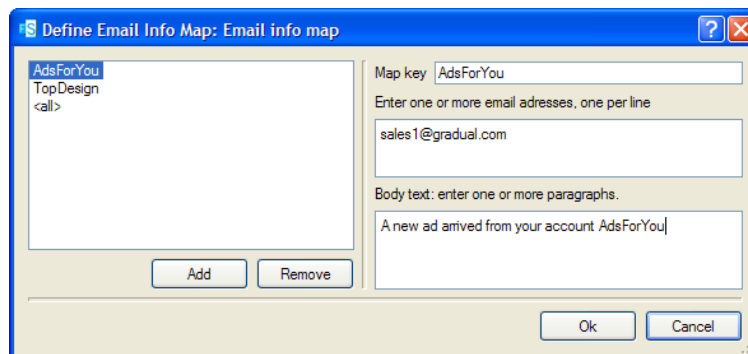 Define Email Info Map: Email info map
AdsForYou
TopDesign
<all>
Add
Remove
Map key AdsForYou
Enter one or more email adresses, one per line
sales1@gradual.com
Body text: enter one or more paragraphs.
A new ad arrived from your account AdsForYou
Ok
Cancel